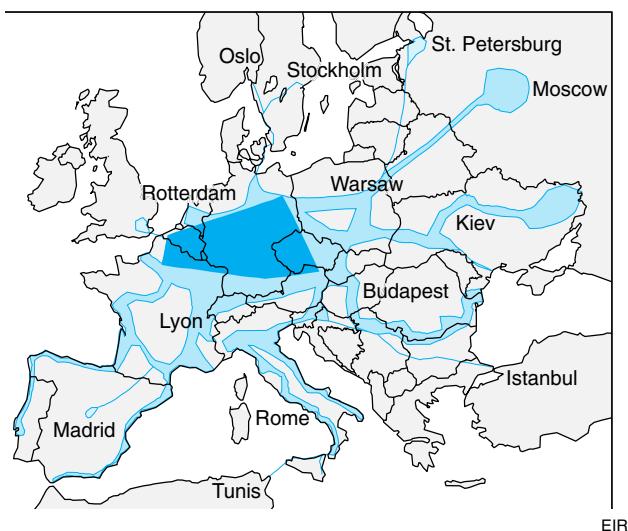 Oslo
St. Petersburg
Stockholm
Moscow
Rotterdam
Warsaw
Kiev
Budapest
Lyon
Istanbul
Rome
Madrid
Tunis
EIR